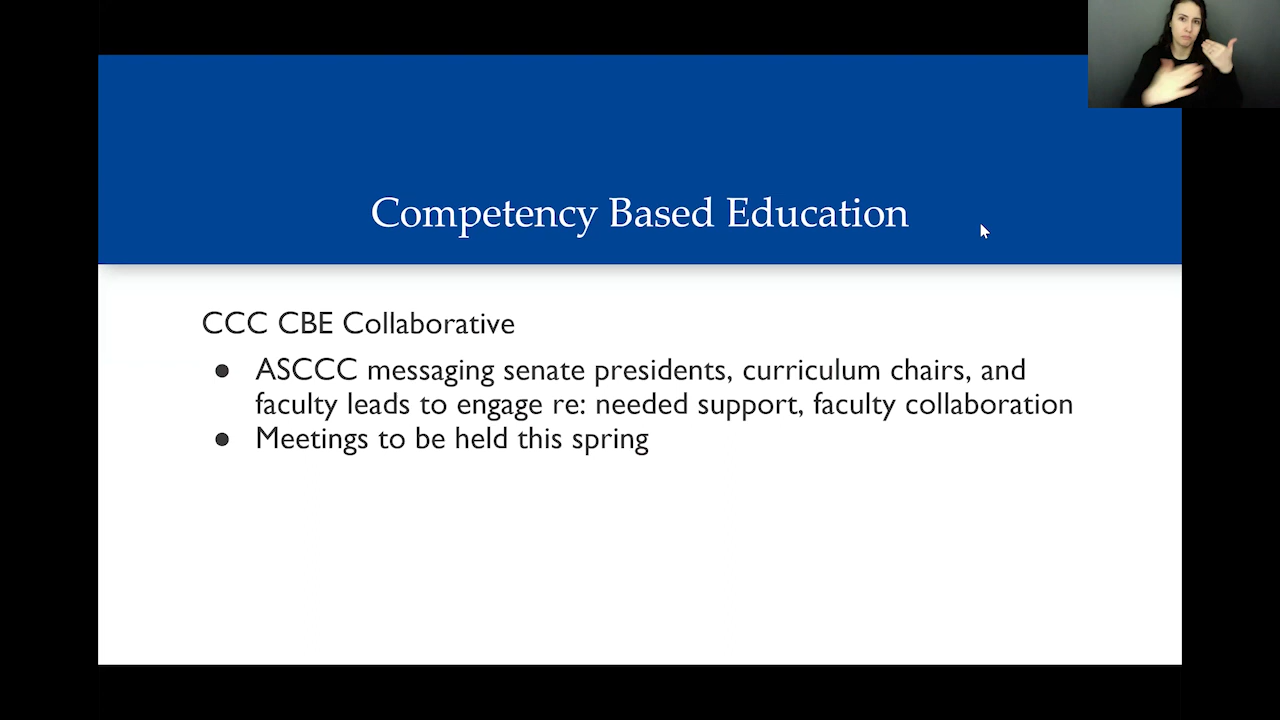 Competency Based Education
CCC CBE Collaborative
● ASCCC messaging senate presidents, curriculum chairs, and
faculty leads to engage re: needed support, faculty collaboration
● Meetings to be held this spring